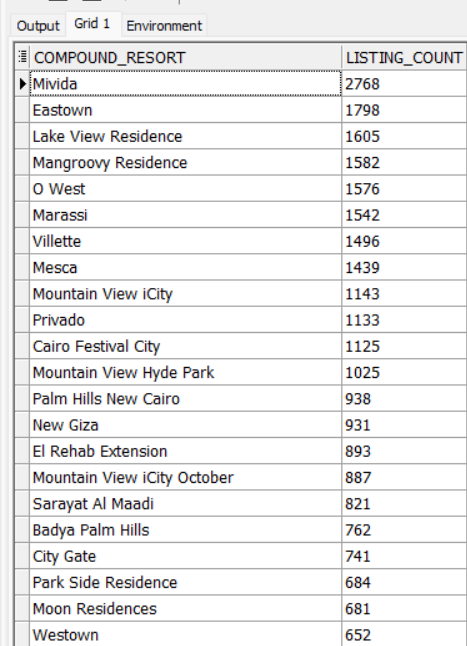 Output Grid 1 Environment
COMPOUND_RESORT LISTING_COUNT
Mivida 2768
Eastown 1798
Lake View Residence 1605
Mangroovy Residence 1582
O West 1576
Marassi 1542
Villette 1496
Mesca 1439
Mountain View iCity 1143
Privado 1133
Cairo Festival City 1125
Mountain View Hyde Park 1025
Palm Hills New Cairo 938
New Giza 931
El Rehab Extension 893
Mountain View iCity October 887
Sarayat Al Maadi 821
Badya Palm Hills 762
City Gate 741
Park Side Residence 684
Moon Residences 681
Westown 652